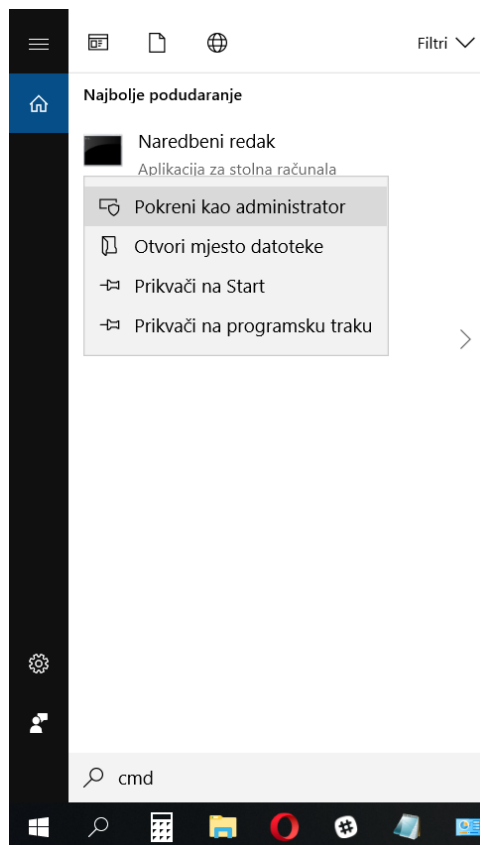 Filtri
Najbolje podudaranje
Naredbeni redak
Aplikacija za stolna računala
Pokreni kao administrator
Otvori mjesto datoteke
Prikvači na Start
Prikvači na programsku traku
cmd